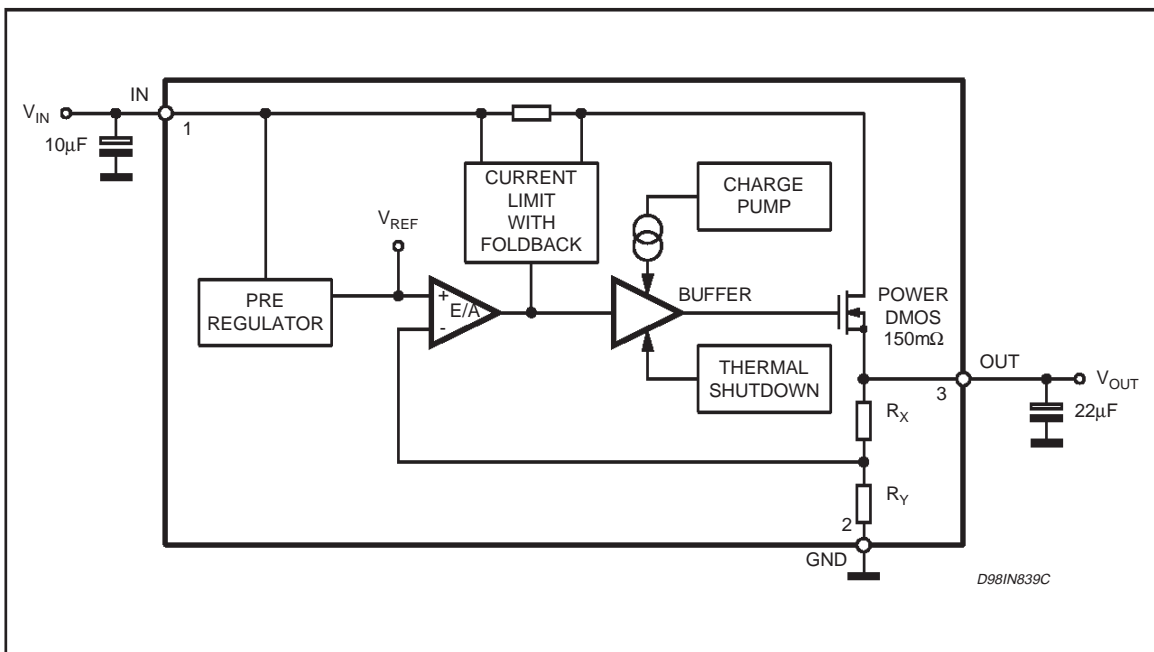 IN
V_IN
1
10µF
CURRENT
LIMIT
WITH
FOLDBACK
CHARGE
PUMP
V_REF
PRE
REGULATOR
+
E/A
-
BUFFER
POWER
DMOS
150mΩ
THERMAL
SHUTDOWN
OUT
3
V_OUT
22µF
R_X
R_Y
2
GND
D98IN839C